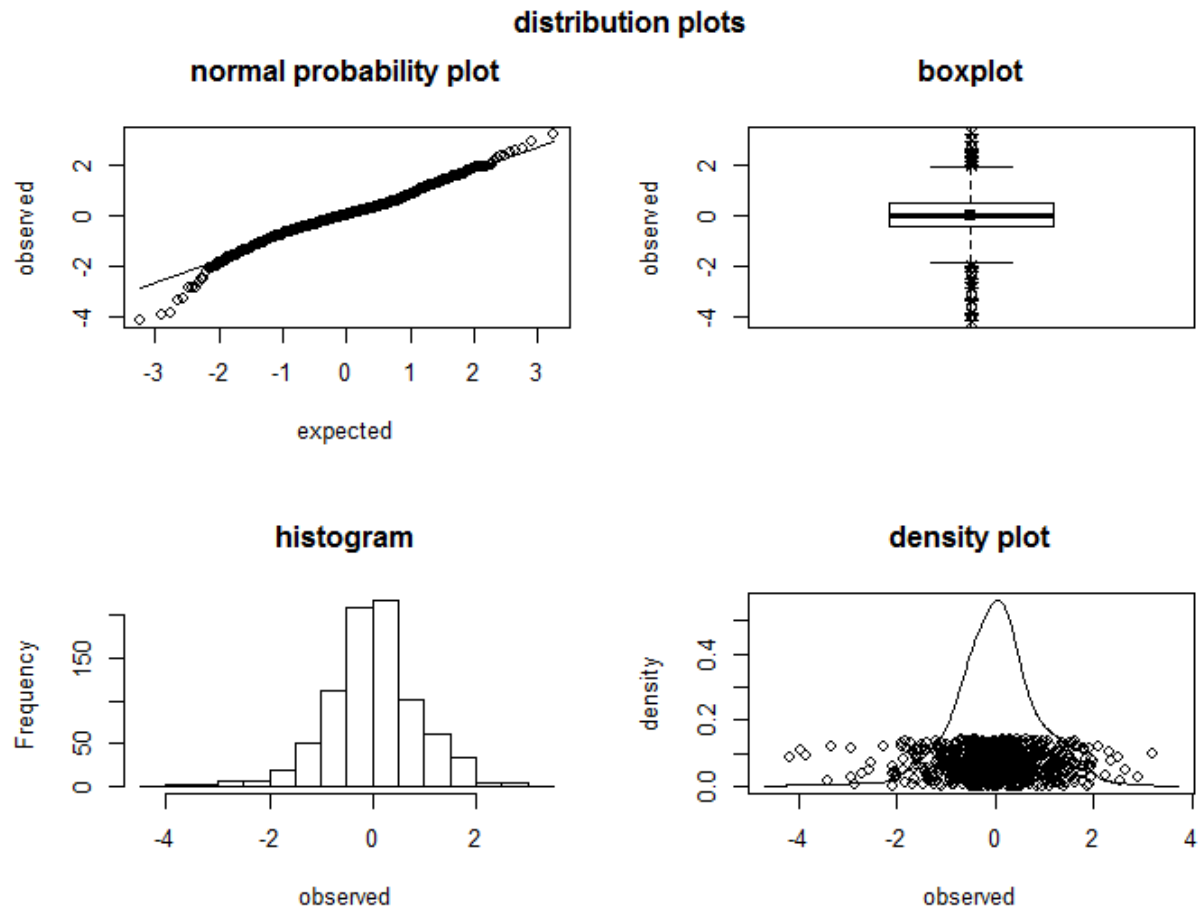 distribution plots
normal probability plot
observed
2
0
-2
-4
-3 -2 -1 0 1 2 3
expected
boxplot
observed
2
0
-2
-4
histogram
Frequency
150
50
0
-4 -2 0 2
observed
density plot
density
0.4
0.2
0.0
-4 -2 0 2 4
observed